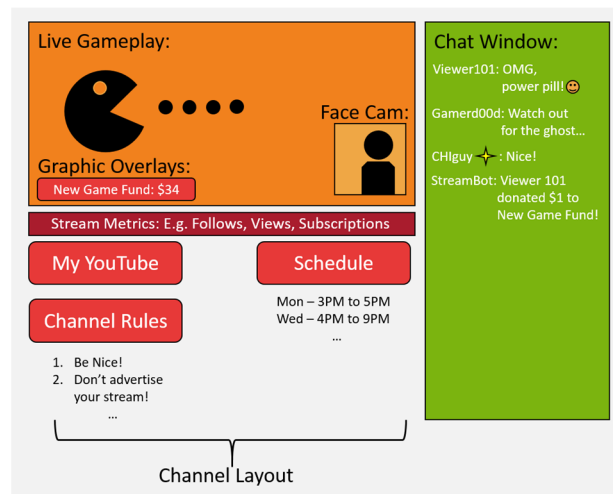 Live Gameplay:
Face Cam:
Graphic Overlays:
New Game Fund: $34
Stream Metrics: E.g. Follows, Views, Subscriptions
My YouTube
Channel Rules
1. Be Nice!
2. Don't advertise
your stream!
...
Schedule
Mon – 3PM to 5PM
Wed – 4PM to 9PM
...
Channel Layout
Chat Window:
Viewer101: OMG,
power pill!
Gamerd00d: Watch out
for the ghost...
CHIguy : Nice!
StreamBot: Viewer 101
donated $1 to
New Game Fund!